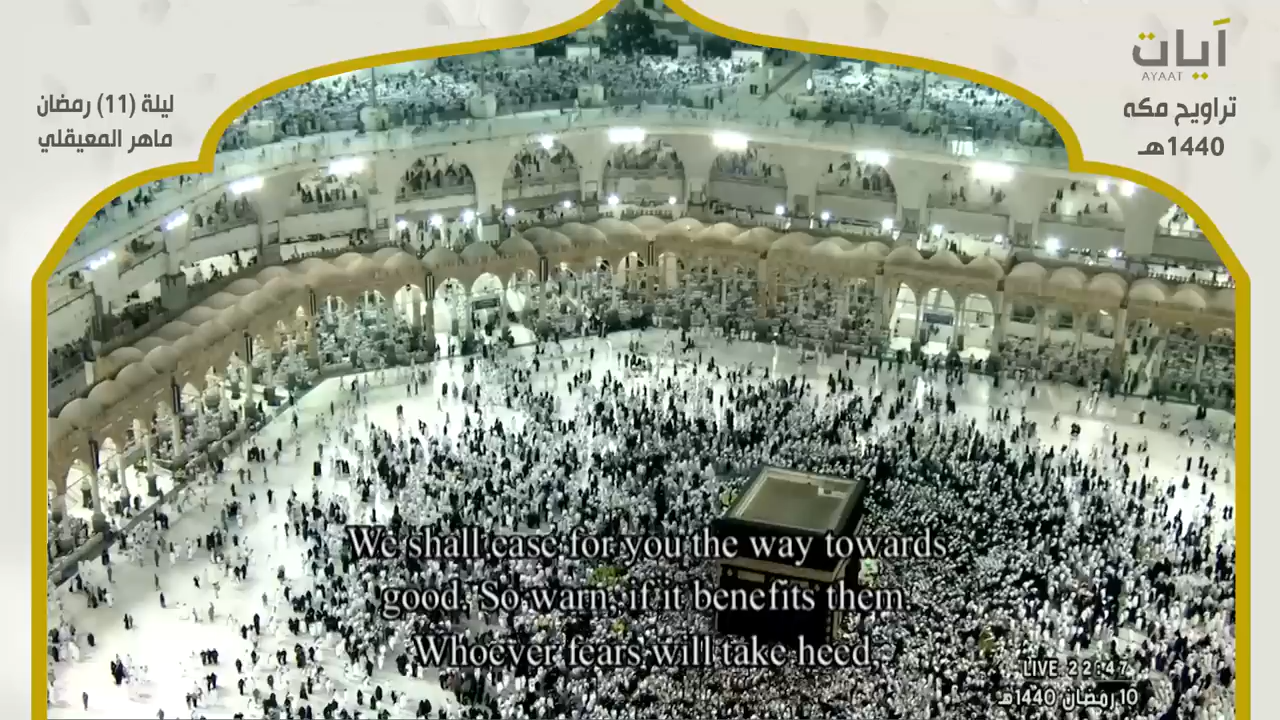 آيات
AYAAT
تراويح مكه
1440هـ
ليلة (11) رمضان
ماهر المعيقلي
We shall ease for you the way towards
good. So warn, if it benefits them.
Whoever fears will take heed,
LIVE 22:47
10 رمضان 1440هـ